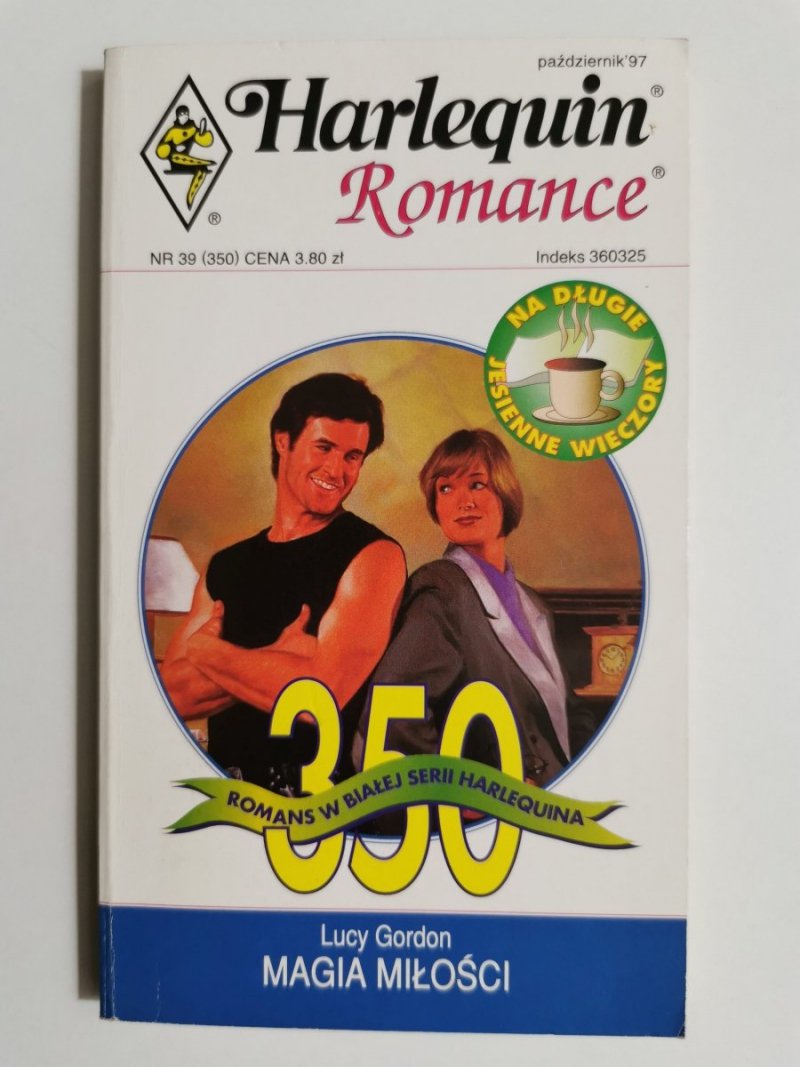 październik'97
Harlequin®
Romance®
®
NR 39 (350) CENA 3.80 zł
Indeks 360325
NA DŁUGIE
JESIENNE WIECZORY
350
ROMANS W BIAŁEJ SERII HARLEQUINA
Lucy Gordon
MAGIA MIŁOŚCI